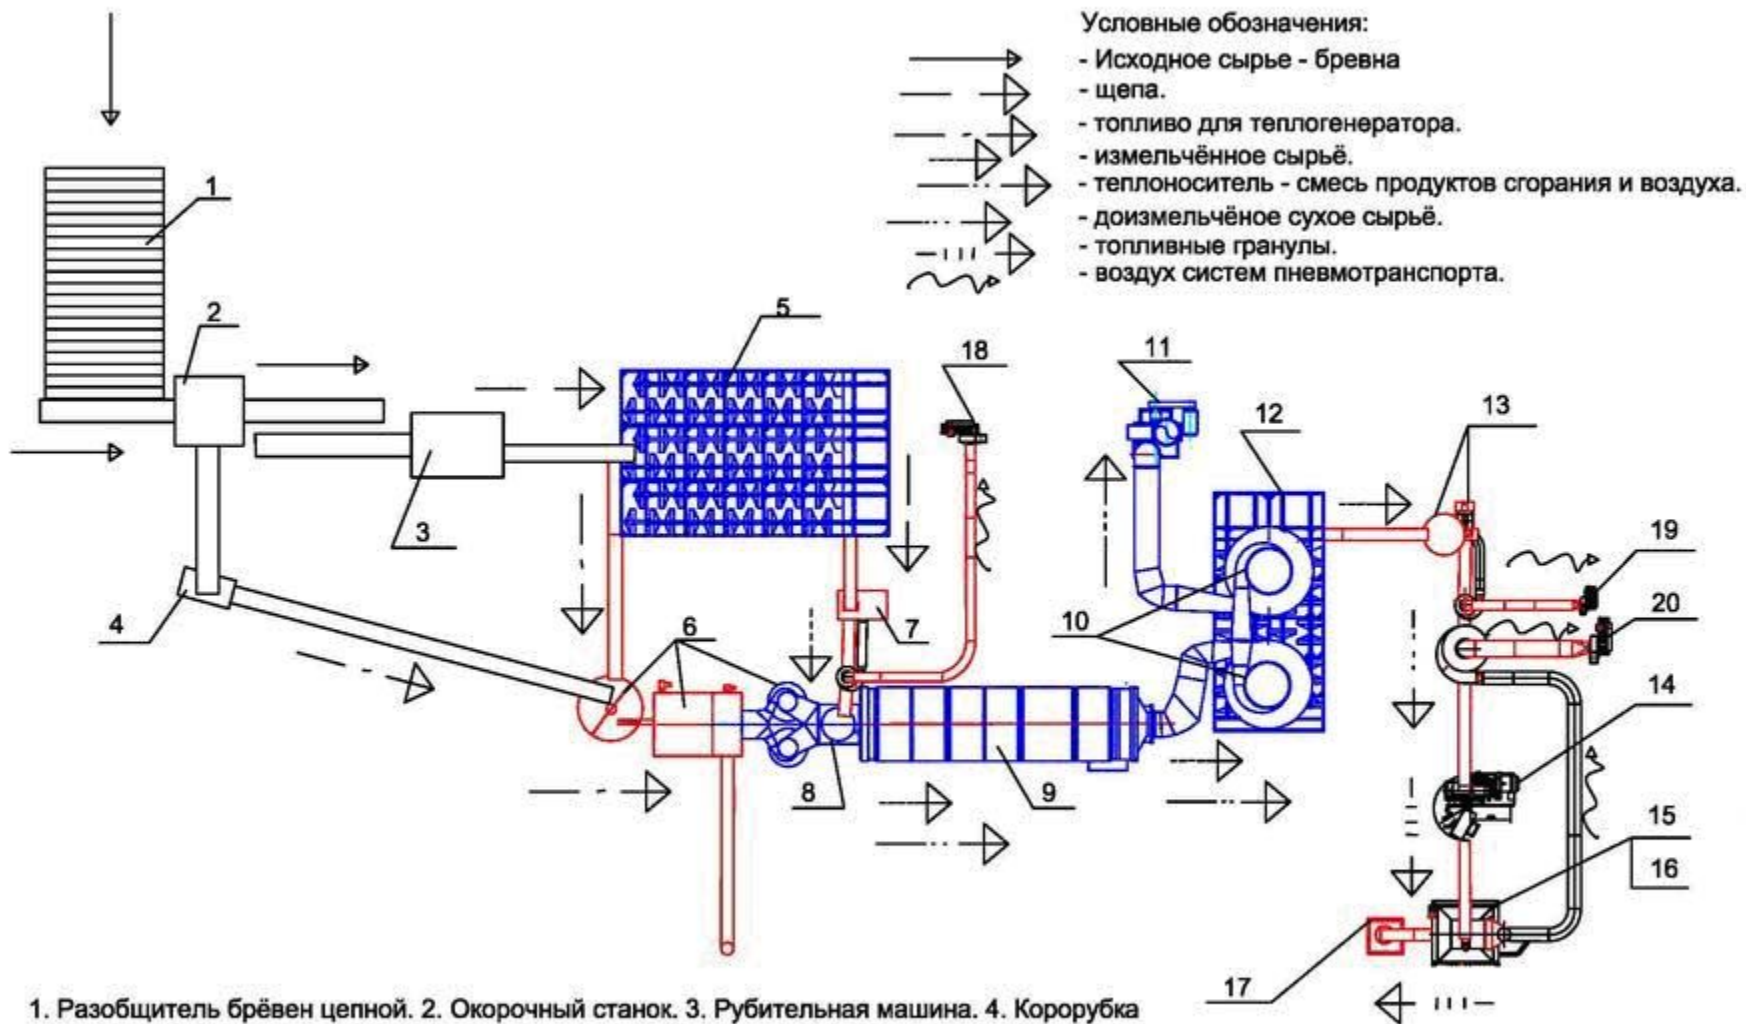 Условные обозначения:
- Исходное сырье - бревна
- щепа.
- топливо для теплогенератора.
- измельчённое сырьё.
- теплоноситель - смесь продуктов сгорания и воздуха.
- доизмельчёное сухое сырьё.
- топливные гранулы.
- воздух систем пневмотранспорта.
1
2
5
18
11
12
13
3
19
4
6
7
10
20
14
8
9
15
16
17
1. Разобщитель брёвен цепной. 2. Окорочный станок. 3. Рубительная машина. 4. Корорубка